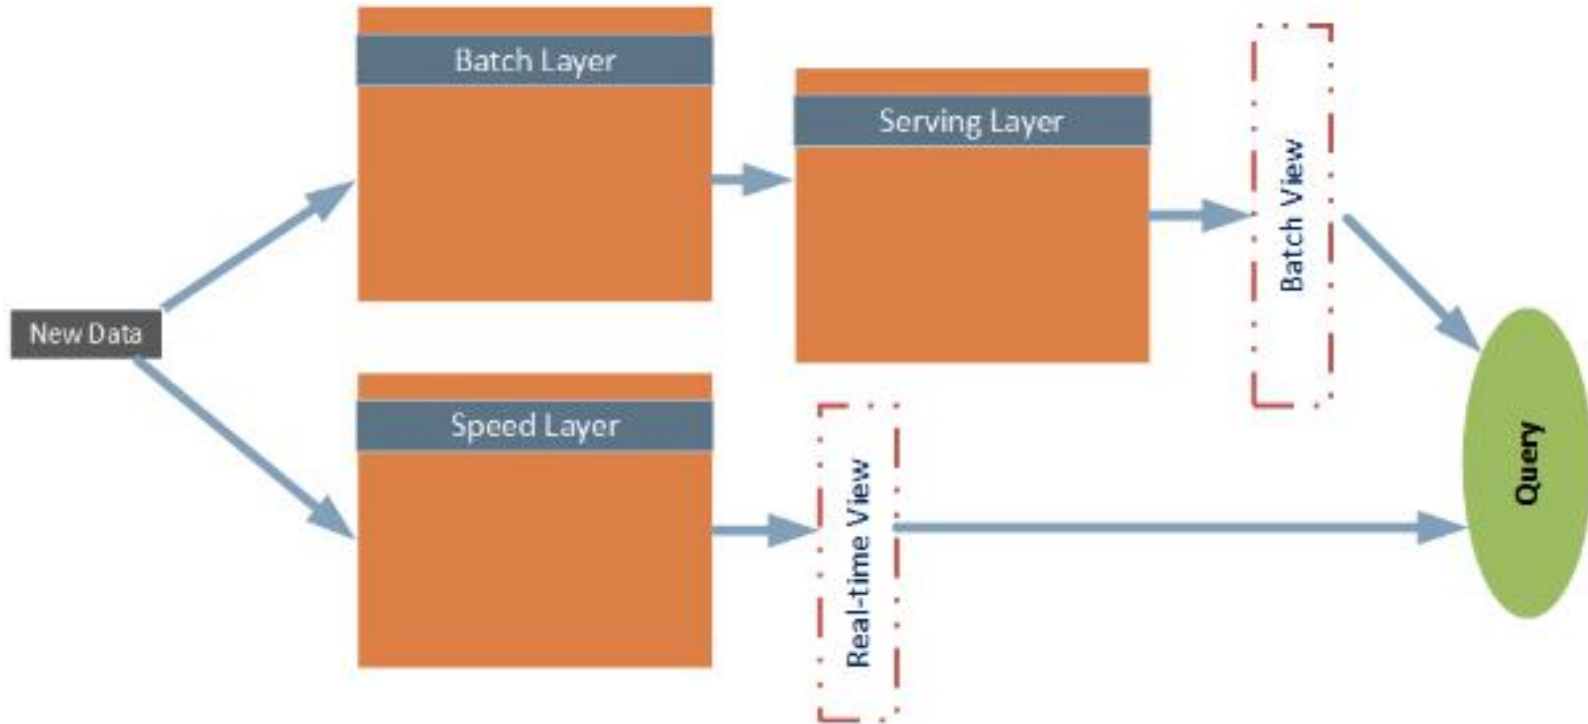 Batch Layer
Serving Layer
Batch View
New Data
Speed Layer
Real-time View
Query